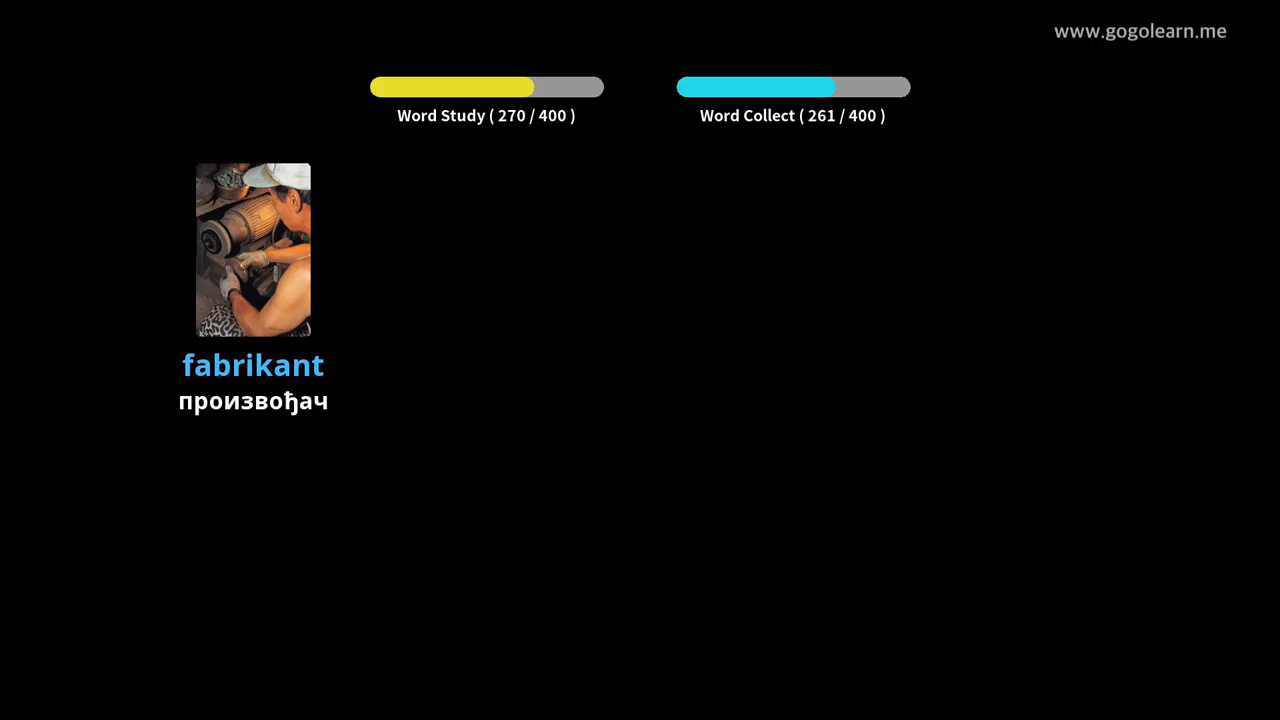 www.gogolearn.me
Word Study ( 270 / 400 )
Word Collect ( 261 / 400 )
fabrikant
произвођач